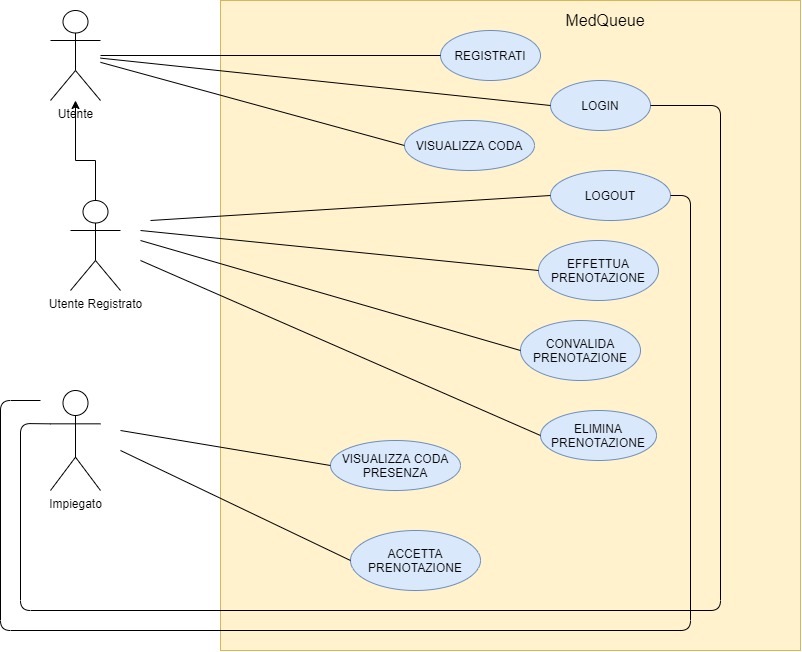 MedQueue
REGISTRATI
LOGIN
Utente
VISUALIZZA CODA
LOGOUT
EFFETTUA
PRENOTAZIONE
Utente Registrato
CONVALIDA
PRENOTAZIONE
ELIMINA
PRENOTAZIONE
VISUALIZZA CODA
PRESENZA
Impiegato
ACCETTA
PRENOTAZIONE